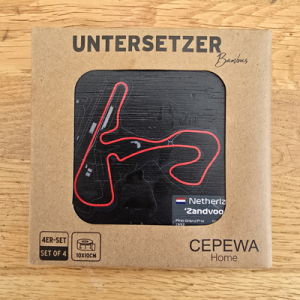 UNTERSETZER
Bambus
Netherla
'Zandvoo
4ER-SET
SET OF 4
10X10CM
CEPEWA
Home